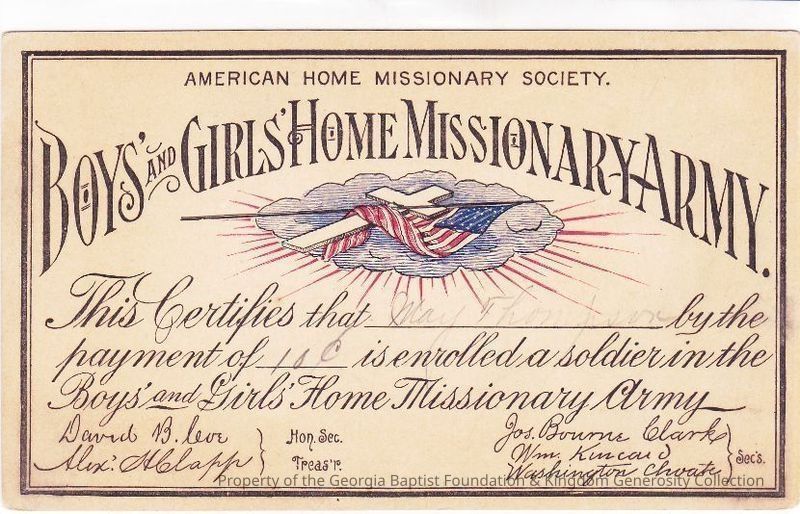 AMERICAN HOME MISSIONARY SOCIETY.
BOYS' AND GIRLS' HOME MISSIONARY ARMY.
This Certifies that May Thompson by the
payment of 10¢ is enrolled a soldier in the
Boys' and Girls' Home Missionary Army
David B. Coe } Hon. Sec.
Alex. H Clapp } Treas'r.
Jos. Bourne Clark
Wm. Kincaid } Sec's.
Washington Choate
Property of the Georgia Baptist Foundation & Kingdom Generosity Collection